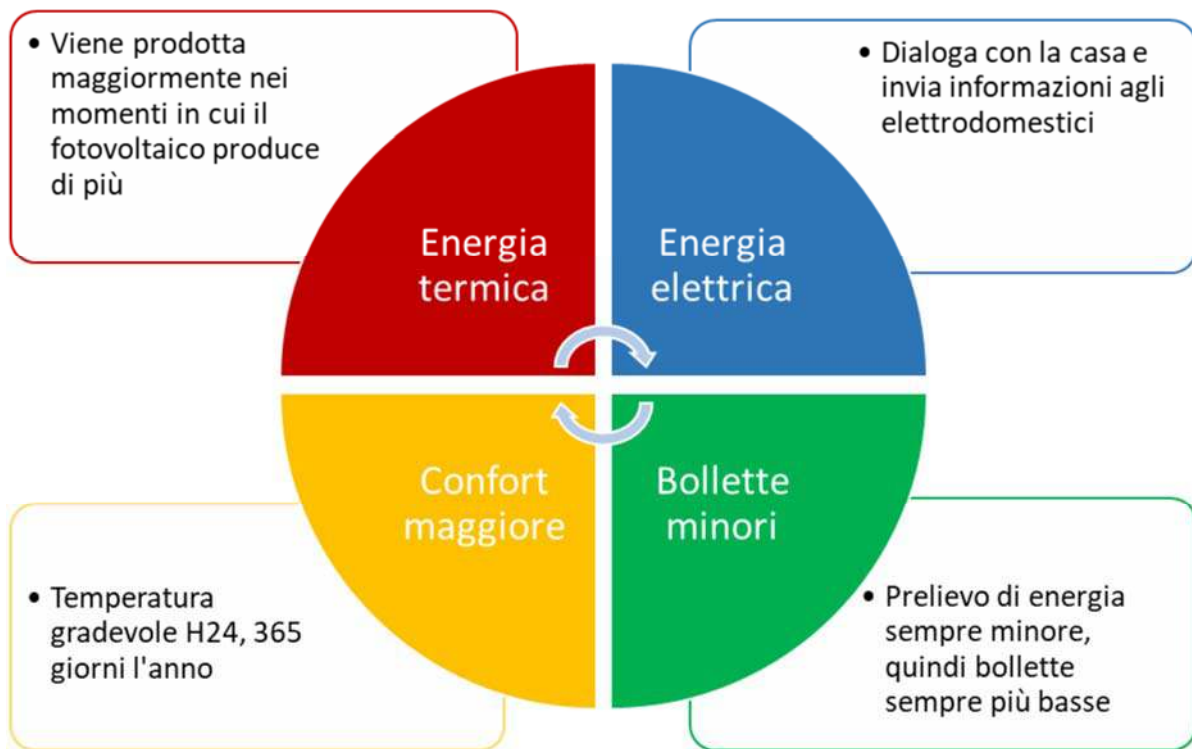 • Viene prodotta
maggiormente nei
momenti in cui il
fotovoltaico produce
di più
• Dialoga con la casa e
invia informazioni agli
elettrodomestici
Energia
termica
Energia
elettrica
Confort
maggiore
Bollette
minori
• Temperatura
gradevole H24, 365
giorni l'anno
• Prelievo di energia
sempre minore,
quindi bollette
sempre più basse